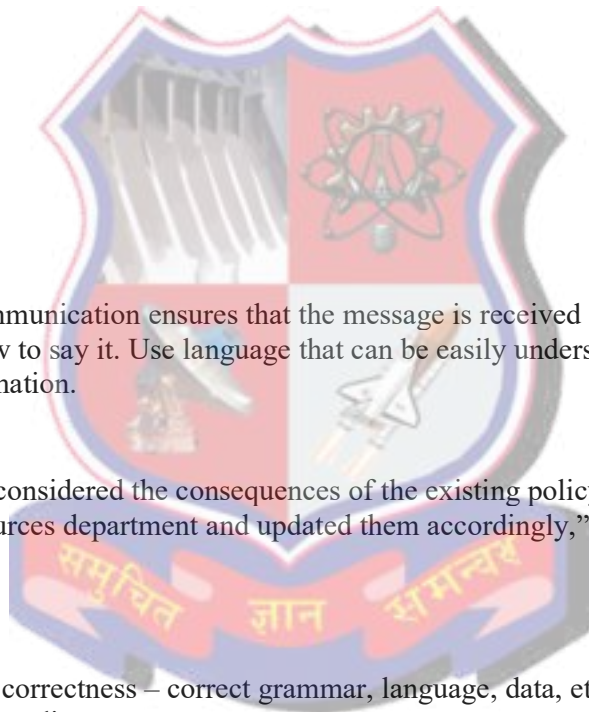 mmunication ensures that the message is received
to say it. Use language that can be easily unders
nation.
considered the consequences of the existing policy
urces department and updated them accordingly,”
समुचित ज्ञान समन्वय
correctness – correct grammar, language, data, et